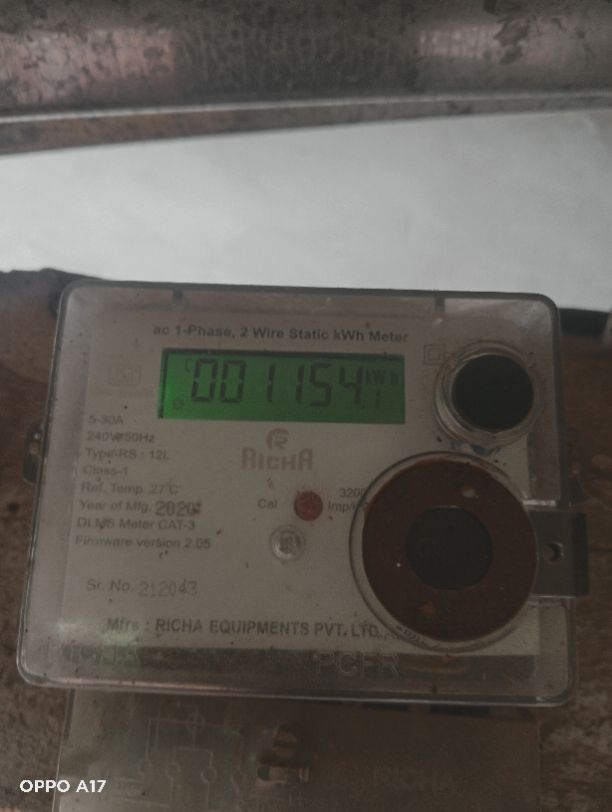 ac 1-Phase, 2 Wire Static kWh Meter
001154 kWh
5-30A
240V 50Hz
Type-RS : 12L
Class-1
Ref. Temp. 27°C
Year of Mfg. 2020
DLMS Meter CAT-3
Firmware version 2.05
RICHA
Cal
3200
Imp/
Sr. No. 212043
Mfrs : RICHA EQUIPMENTS PVT. LTD.
RICHA
OPPO A17